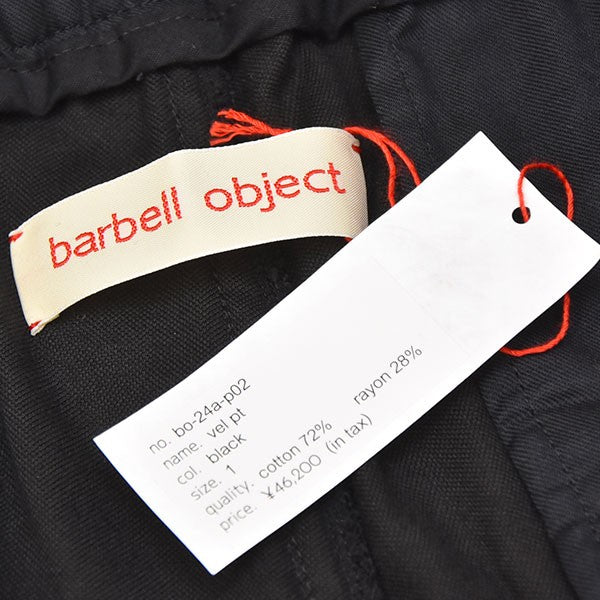 barbell object
no. bo-24a-p02
name. vel pt
col. black
size. 1
quality. cotton 72% rayon 28%
price. ¥46,200 (in tax)